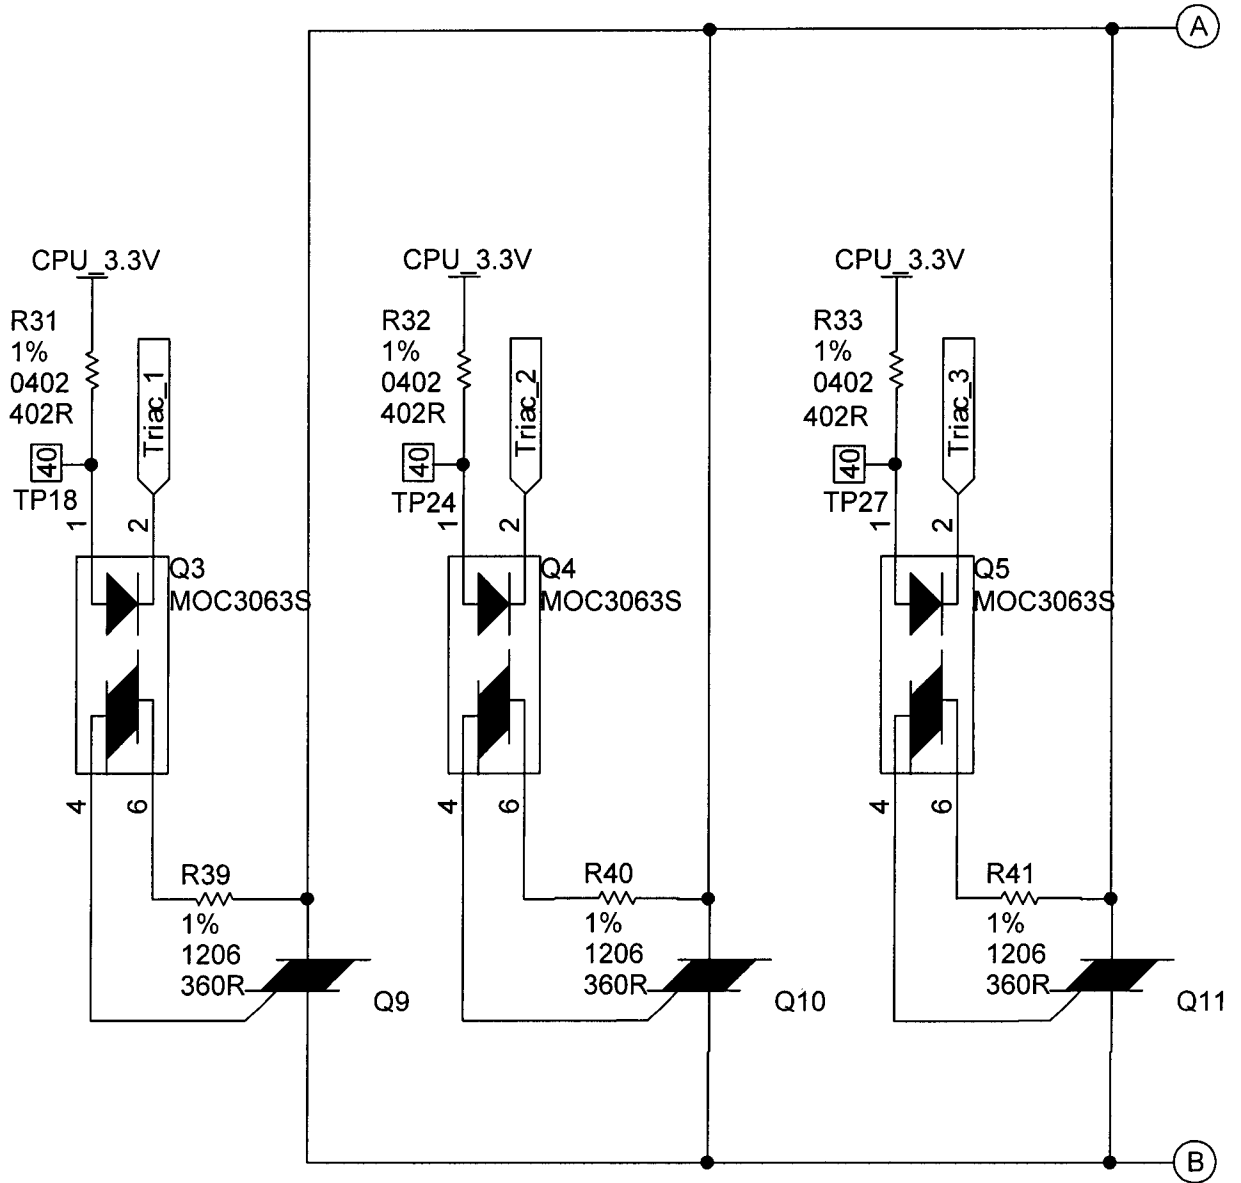 A
CPU_3.3V
R31
1%
0402
402R
Triac_1
40
TP18
1
2
Q3
MOC3063S
4
6
R39
1%
1206
360R
Q9
CPU_3.3V
R32
1%
0402
402R
Triac_2
40
TP24
1
2
Q4
MOC3063S
4
6
R40
1%
1206
360R
Q10
CPU_3.3V
R33
1%
0402
402R
Triac_3
40
TP27
1
2
Q5
MOC3063S
4
6
R41
1%
1206
360R
Q11
B